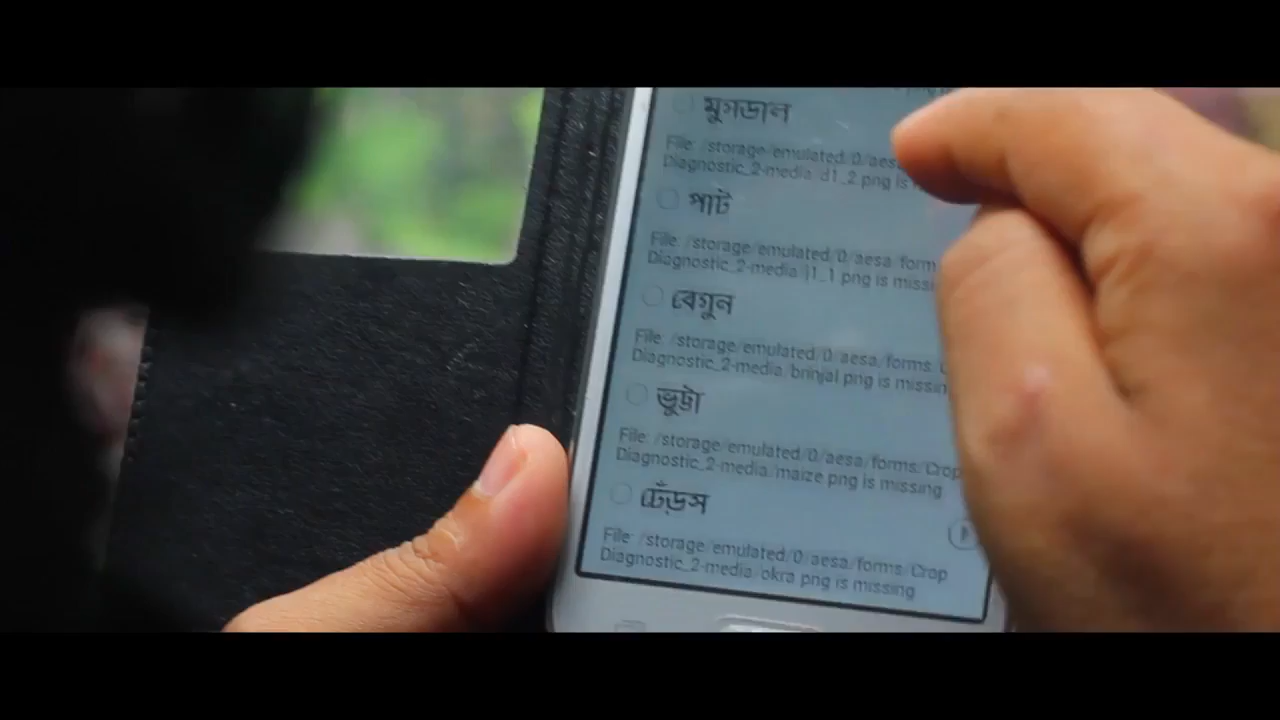 মুগডাল
File: /storage/emulated/0/aesa
Diagnostic_2-media/d1_2.png is
পাট
File: /storage/emulated/0/aesa/form
Diagnostic_2-media/j1_1.png is missi
বেগুন
File: /storage/emulated/0/aesa/forms/
Diagnostic_2-media/brinjal.png is missin
ভুট্টা
File: /storage/emulated/0/aesa/forms/Crop
Diagnostic_2-media/maize.png is missing
ঢেঁড়স
File: /storage/emulated/0/aesa/forms/Crop
Diagnostic_2-media/okra.png is missing